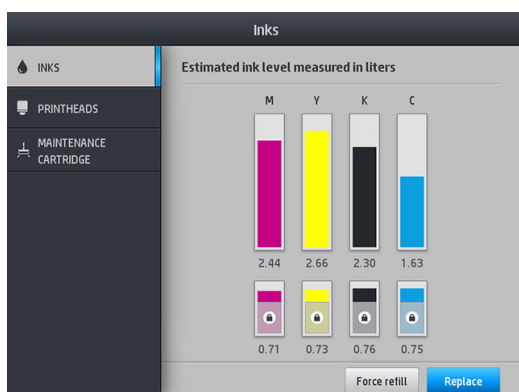 Inks
INKS
PRINTHEADS
MAINTENANCE
CARTRIDGE
Estimated ink level measured in liters
M Y K C
2.44 2.66 2.30 1.63
0.71 0.73 0.76 0.75
Force refill Replace